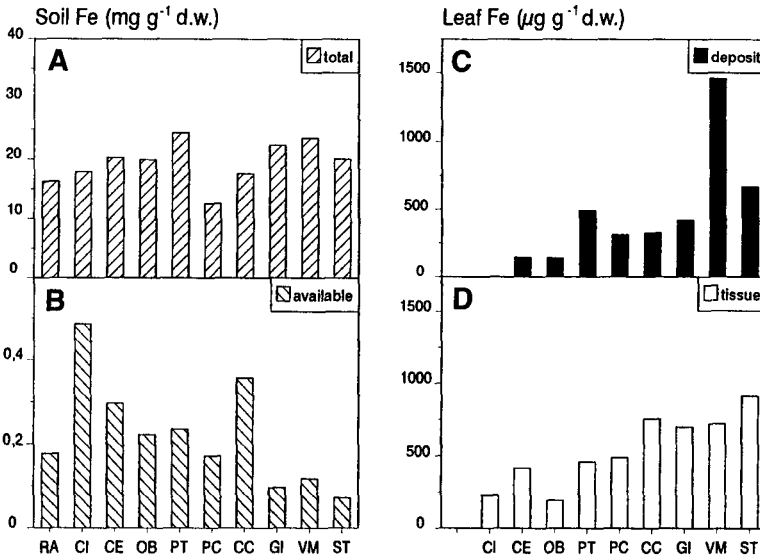 Soil Fe (mg g-1 d.w.)
40
30
20
10
0
A
total
B
available
0,4
0,2
0
RA CI CE OB PT PC CC GI VM ST
Leaf Fe (µg g-1 d.w.)
C
deposit
1500
1000
500
0
D
tissue
1500
1000
500
0
CI CE OB PT PC CC GI VM ST